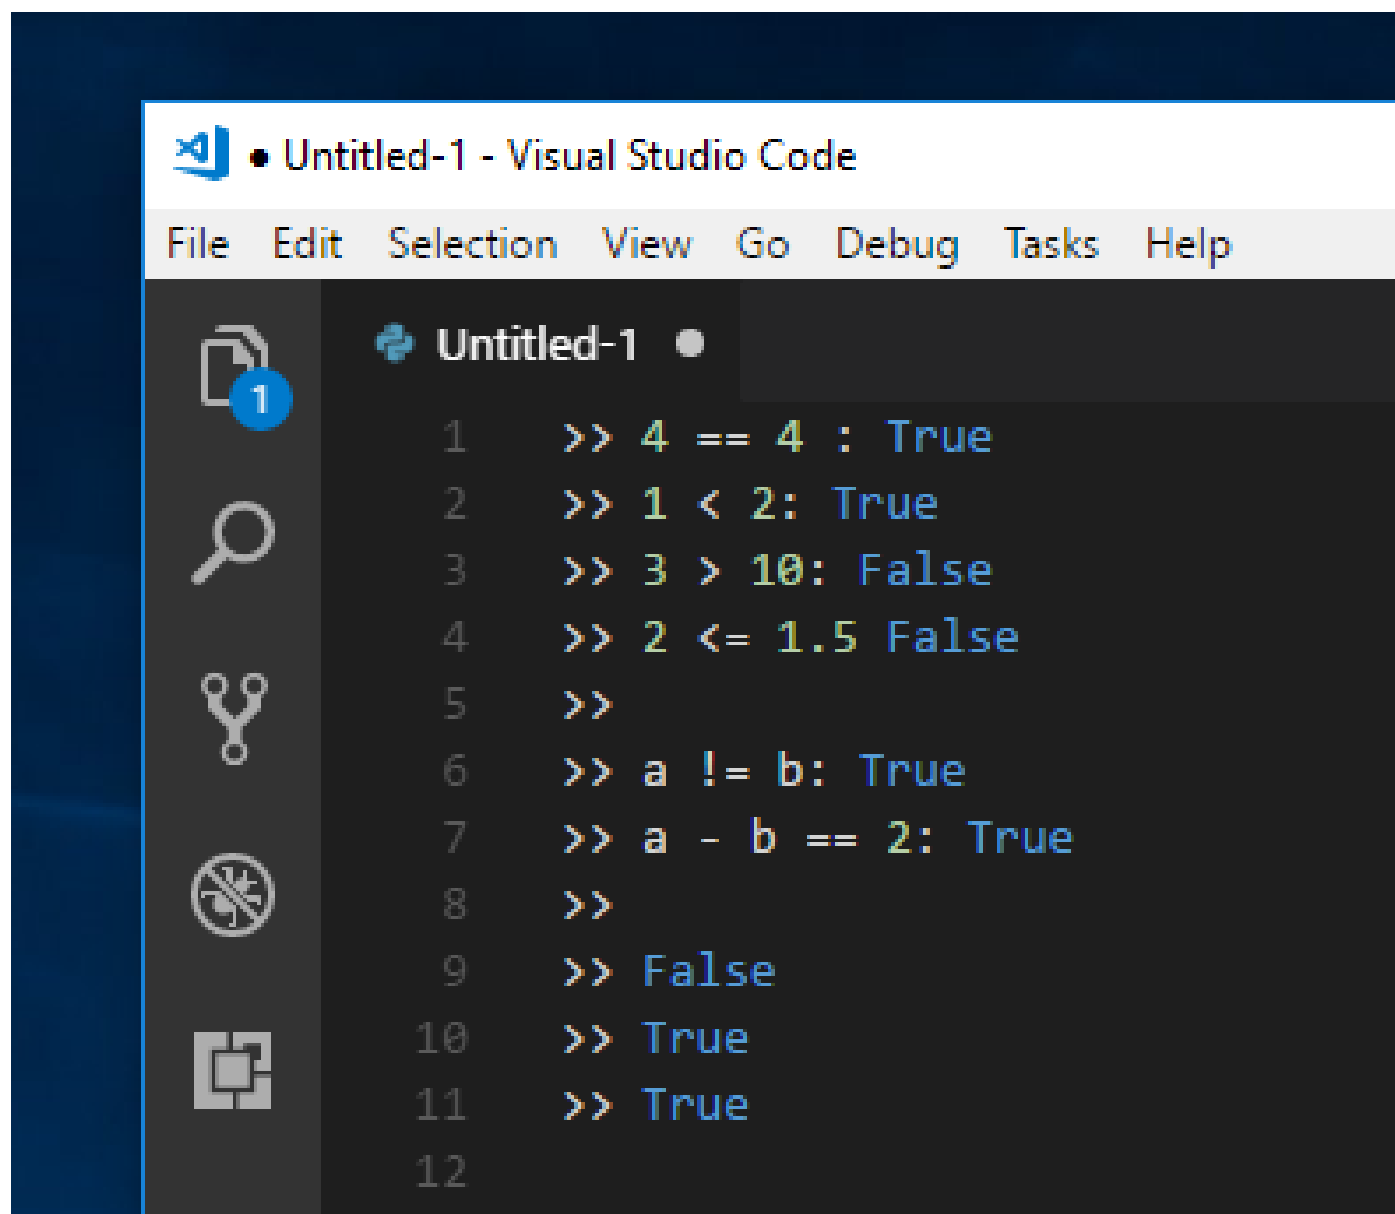 ● Untitled-1 - Visual Studio Code
File Edit Selection View Go Debug Tasks Help
Untitled-1 ●
1
1 >> 4 == 4 : True
2 >> 1 < 2: True
3 >> 3 > 10: False
4 >> 2 <= 1.5 False
5 >>
6 >> a != b: True
7 >> a - b == 2: True
8 >>
9 >> False
10 >> True
11 >> True
12